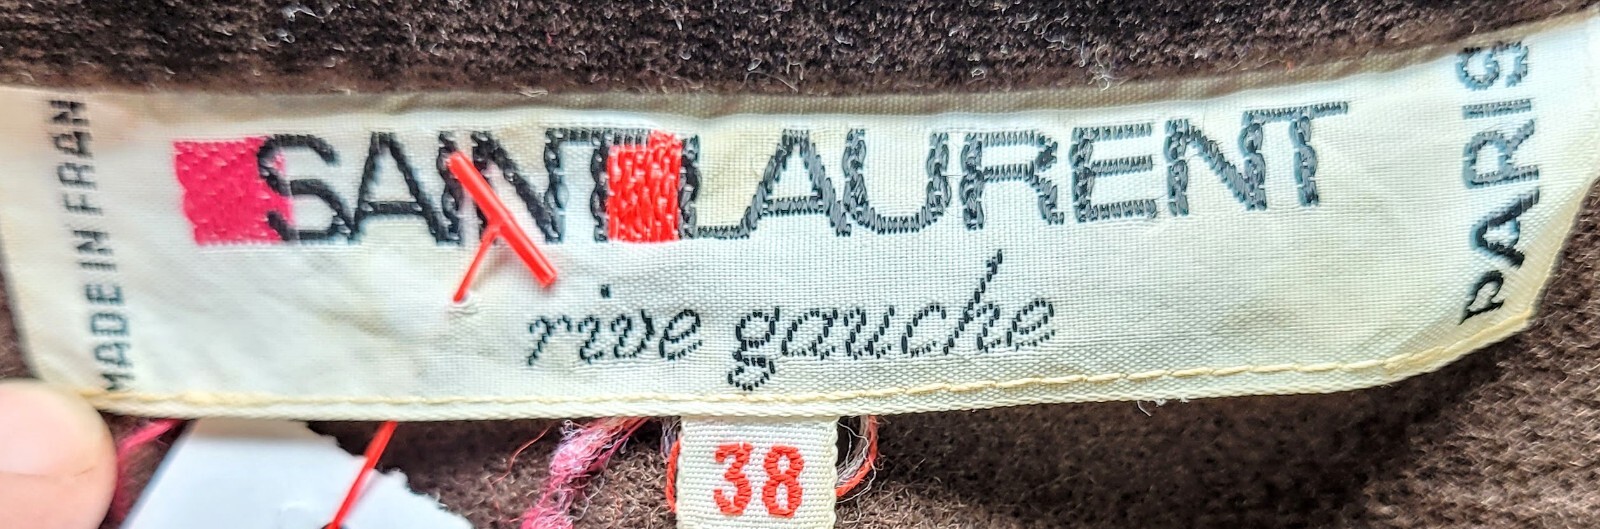 MADE IN FRAN
SAINT LAURENT
rive gauche
PARIS
38